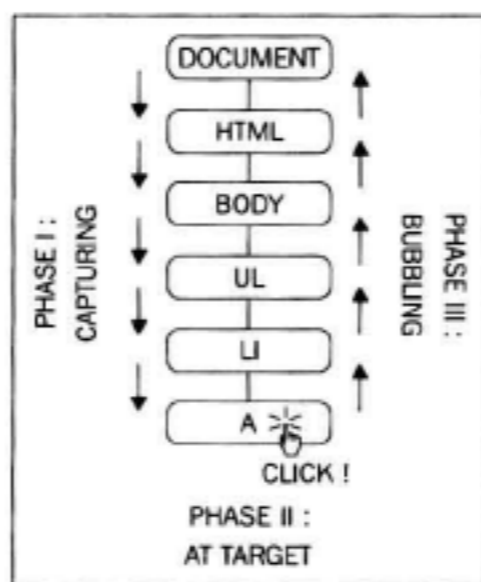 DOCUMENT
HTML
BODY
UL
LI
A
CLICK !
PHASE I :
CAPTURING
PHASE II :
AT TARGET
PHASE III :
BUBBLING